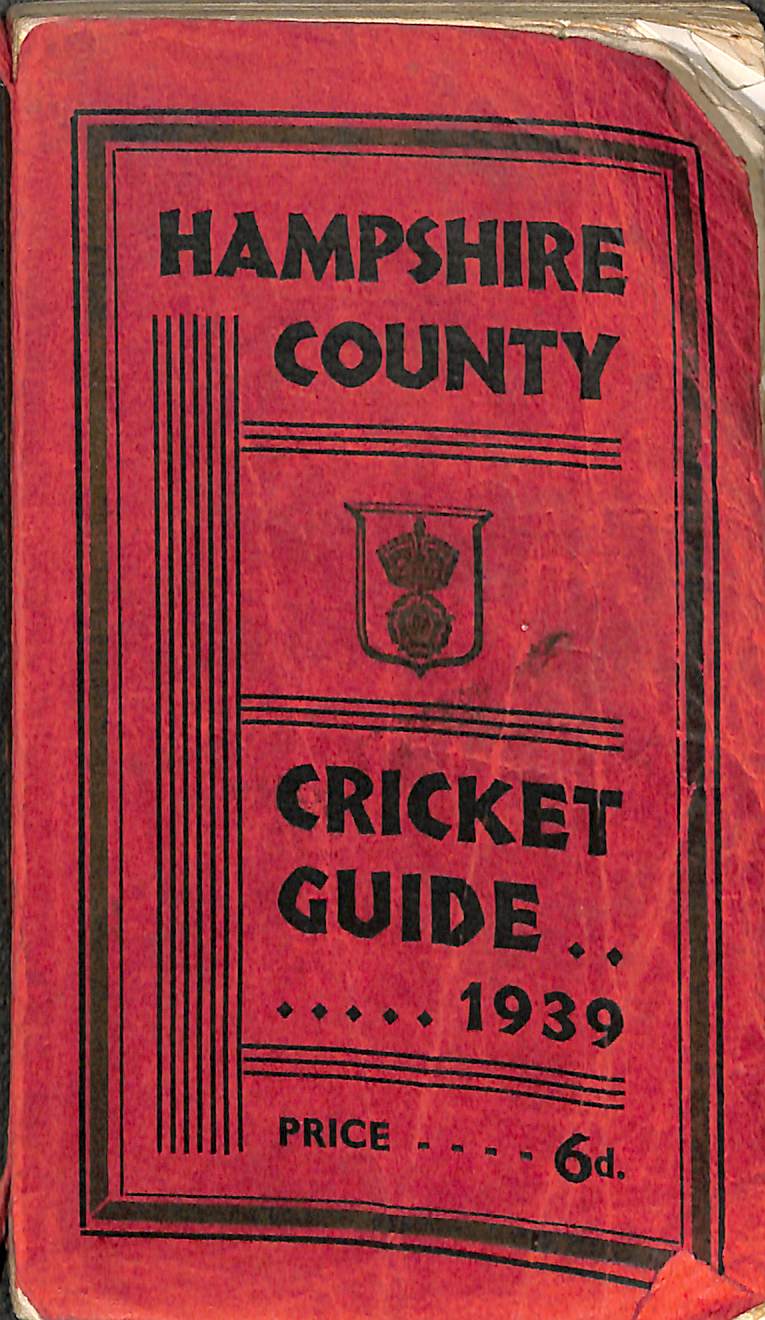 HAMPSHIRE
COUNTY
CRICKET
GUIDE . .
. . . . . 1939
PRICE - - - - 6d.